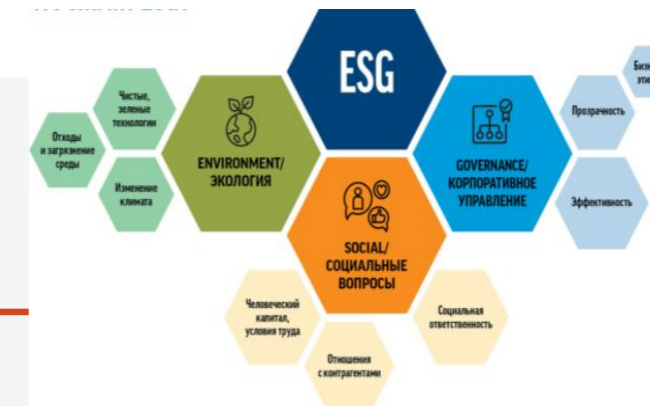 ESG
Чистые,
зеленые
технологии
Отходы
и загрязнение
среды
Изменение
климата
ENVIRONMENT/
ЭКОЛОГИЯ
GOVERNANCE/
КОРПОРАТИВНОЕ
УПРАВЛЕНИЕ
Прозрачность
Эффективность
SOCIAL/
СОЦИАЛЬНЫЕ
ВОПРОСЫ
Человеческий
капитал,
условия труда
Отношения
с контрагентами
Социальная
ответственность